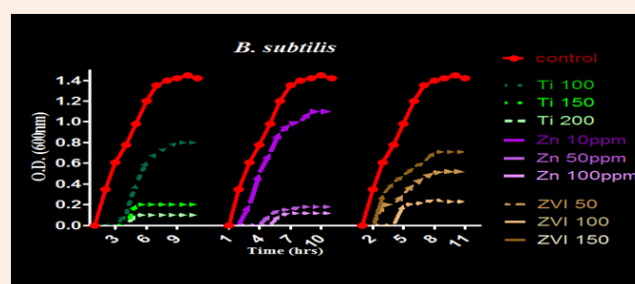 B. subtilis
O.D. (600nm)
1.4
1.2
1.0
0.8
0.6
0.4
0.2
0.0
3 6 9 1 4 7 10 2 5 8 11
Time (hrs)
control
Ti 100
Ti 150
Ti 200
Zn 10ppm
Zn 50ppm
Zn 100ppm
ZVI 50
ZVI 100
ZVI 150